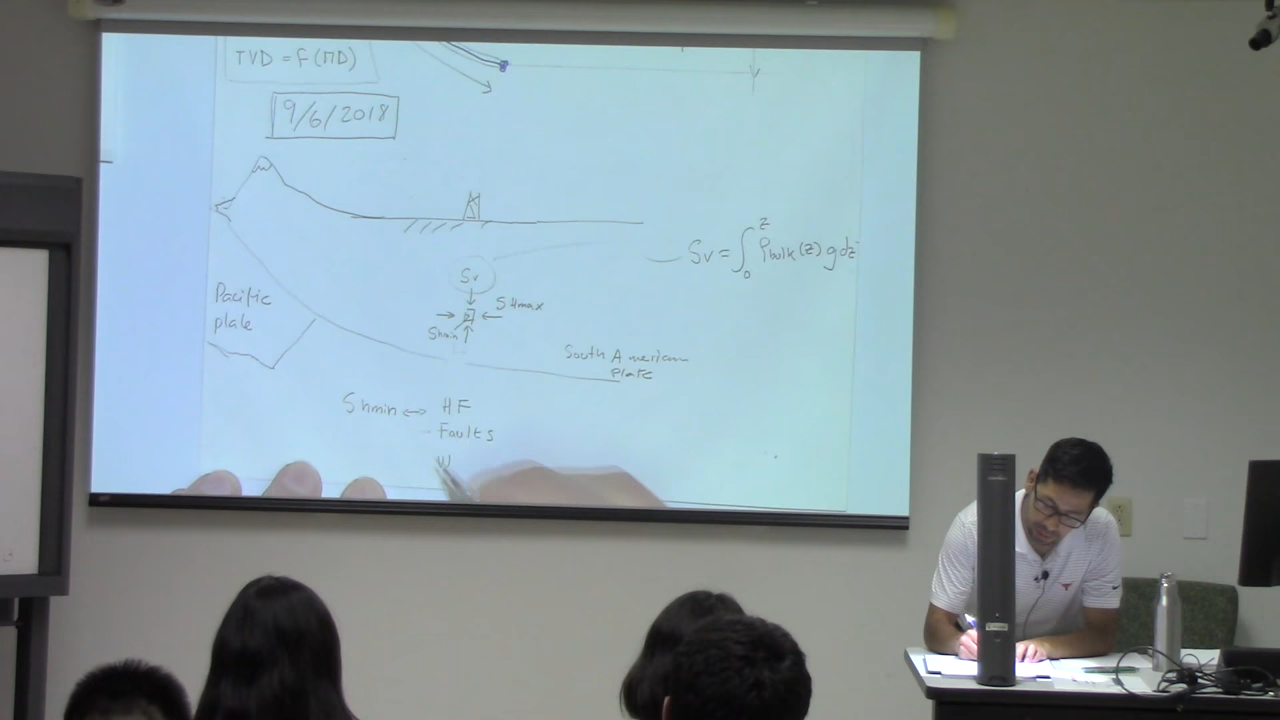 TVD = f (MD)
9/6/2018
Sv = ∫₀ᶻ ρbulk(z) g dz
Sv
SHmax
Shmin
Pacific
plate
South American
Plate
Shmin ↔ HF
Faults
W